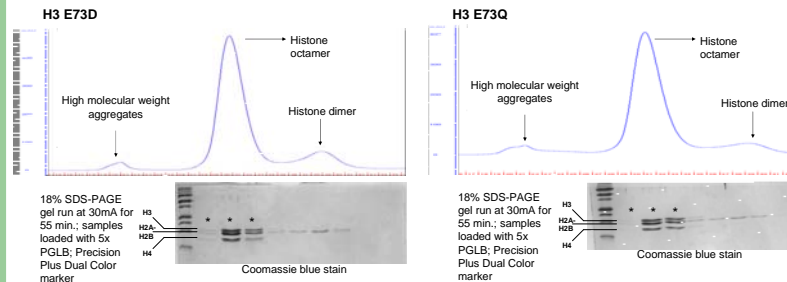 H3 E73D
Histone
octamer
High molecular weight
aggregates
Histone dimer
18% SDS-PAGE
gel run at 30mA for
55 min.; samples
loaded with 5x
PGLB; Precision
Plus Dual Color
marker
H3
H2A
H2B
H4
* * *
Coomassie blue stain
H3 E73Q
Histone
octamer
High molecular weight
aggregates
Histone dimer
18% SDS-PAGE
gel run at 30mA for
55 min.; samples
loaded with 5x
PGLB; Precision
Plus Dual Color
marker
H3
H2A
H2B
H4
* * *
Coomassie blue stain